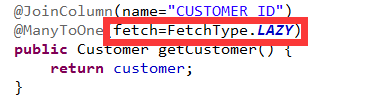 @JoinColumn(name="CUSTOMER_ID")
@ManyToOne fetch=FetchType.LAZY)
public Customer getCustomer() {
return customer;
}